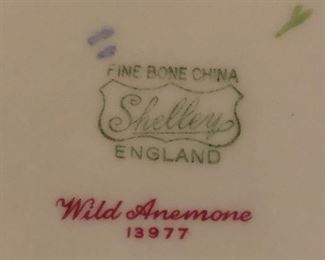 FINE BONE CHINA
Shelley
ENGLAND
Wild Anemone
13977